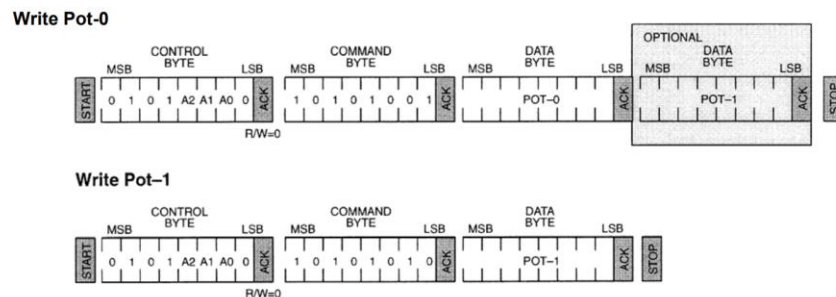 Write Pot-0
OPTIONAL
CONTROL BYTE COMMAND BYTE DATA BYTE DATA BYTE
MSB LSB MSB LSB MSB LSB MSB LSB
START 0 1 0 1 A2 A1 A0 0 ACK 1 0 1 0 1 0 0 1 ACK POT–0 ACK POT–1 ACK STOP
R/W=0
Write Pot–1
CONTROL BYTE COMMAND BYTE DATA BYTE
MSB LSB MSB LSB MSB LSB
START 0 1 0 1 A2 A1 A0 0 ACK 1 0 1 0 1 0 1 0 ACK POT–1 ACK STOP
R/W=0